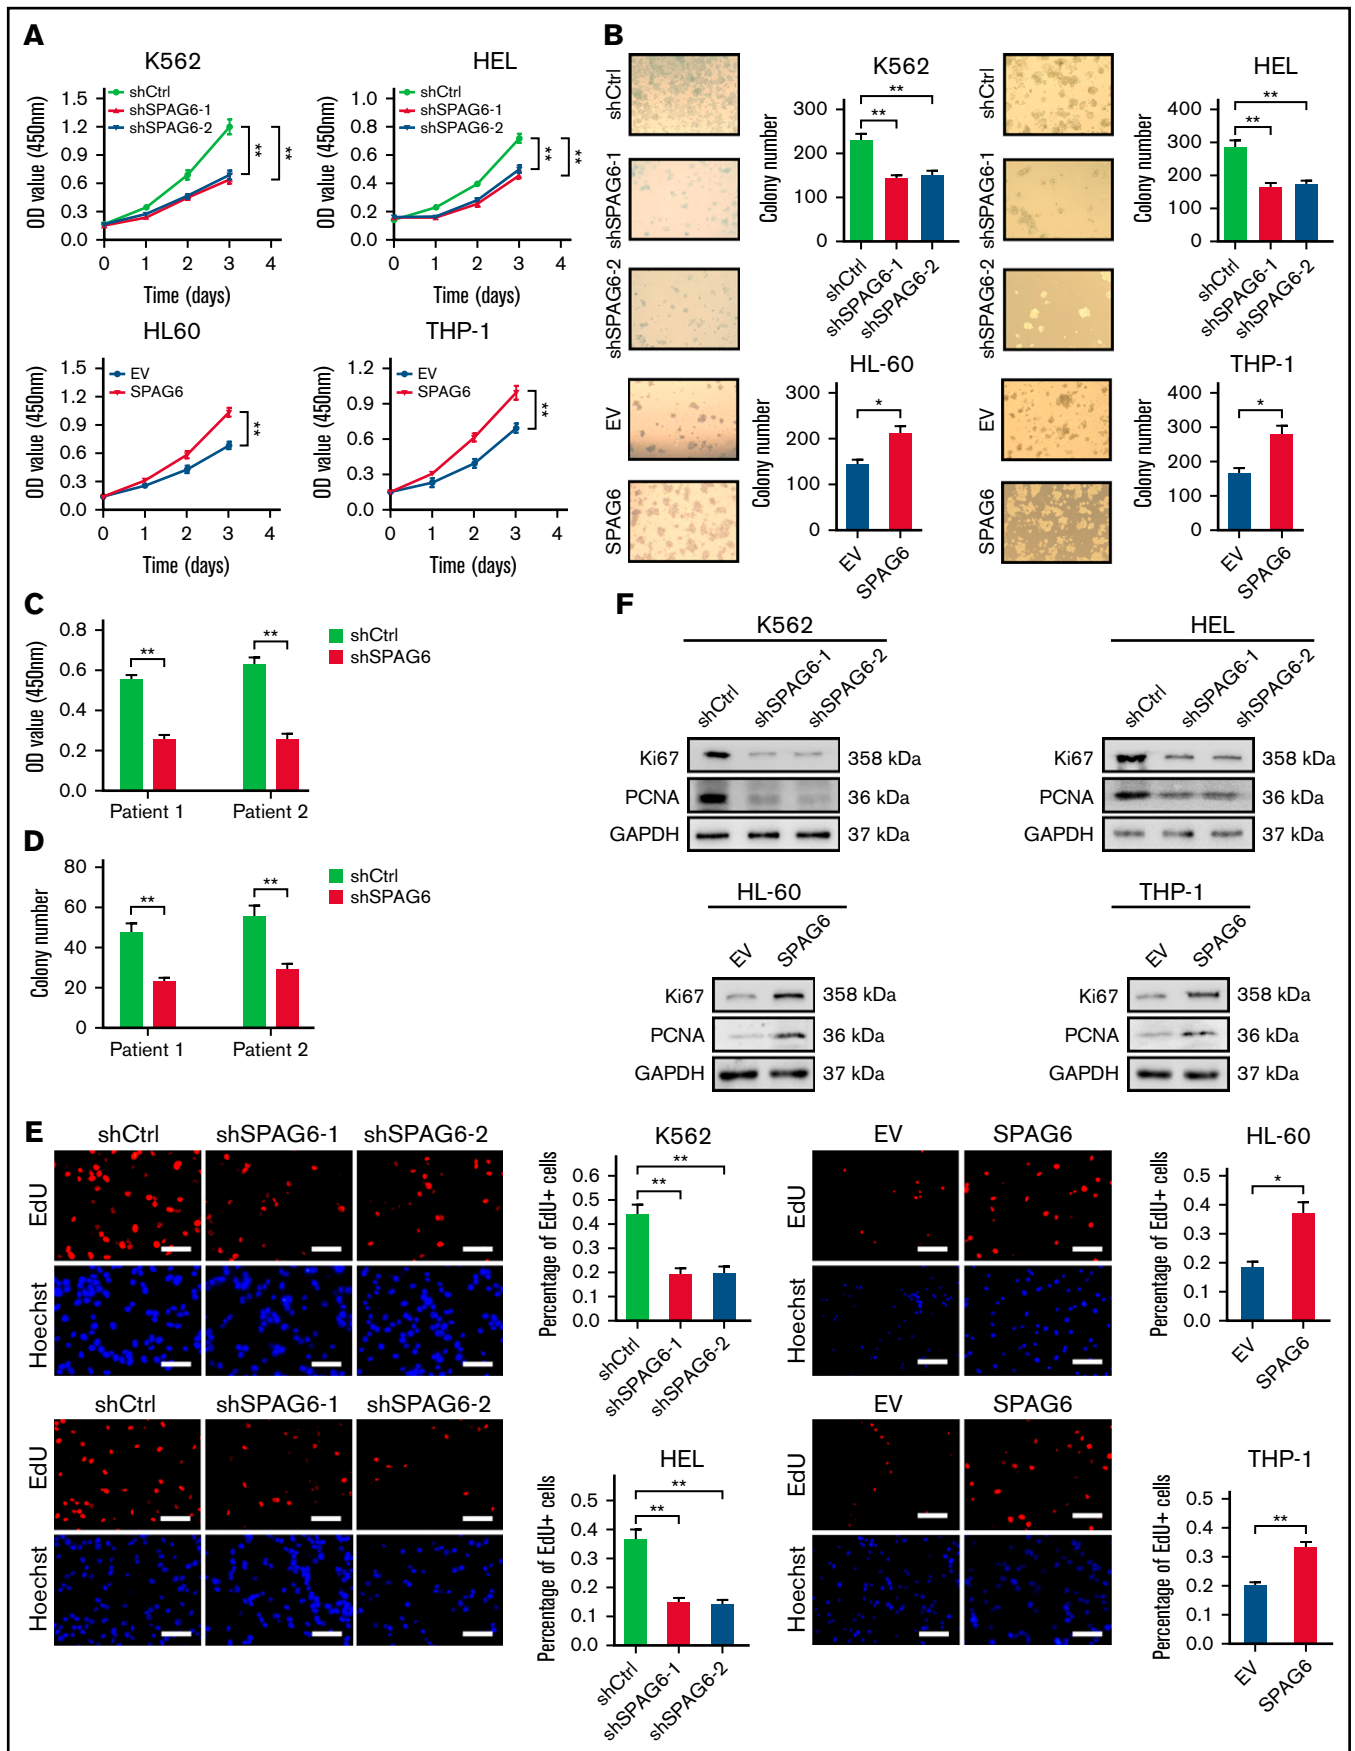 A
K562
OD value (450nm)
1.5
1.2
0.9
0.6
0.3
0.0
shCtrl
shSPAG6-1
shSPAG6-2
**
**
0 1 2 3 4
Time (days)
HEL
OD value (450nm)
1.0
0.8
0.6
0.4
0.2
0.0
shCtrl
shSPAG6-1
shSPAG6-2
**
**
0 1 2 3 4
Time (days)
HL60
OD value (450nm)
1.5
1.2
0.9
0.6
0.3
0.0
EV
SPAG6
**
0 1 2 3 4
Time (days)
THP-1
OD value (450nm)
1.2
0.9
0.6
0.3
0.0
EV
SPAG6
**
0 1 2 3 4
Time (days)
B
shCtrl
shSPAG6-1
shSPAG6-2
EV
SPAG6
K562
Colony number
300
200
100
0
**
**
shCtrl
shSPAG6-1
shSPAG6-2
HL-60
Colony number
300
200
100
0
*
EV
SPAG6
shCtrl
shSPAG6-1
shSPAG6-2
EV
SPAG6
HEL
Colony number
400
300
200
100
0
**
**
shCtrl
shSPAG6-1
shSPAG6-2
THP-1
Colony number
400
300
200
100
0
*
EV
SPAG6
C
OD value (450nm)
0.8
0.6
0.4
0.2
0.0
**
**
Patient 1 Patient 2
shCtrl
shSPAG6
D
Colony number
80
60
40
20
0
**
**
Patient 1 Patient 2
shCtrl
shSPAG6
F
K562
shCtrl shSPAG6-1 shSPAG6-2
Ki67 358 kDa
PCNA 36 kDa
GAPDH 37 kDa
HEL
shCtrl shSPAG6-1 shSPAG6-2
Ki67 358 kDa
PCNA 36 kDa
GAPDH 37 kDa
HL-60
EV SPAG6
Ki67 358 kDa
PCNA 36 kDa
GAPDH 37 kDa
THP-1
EV SPAG6
Ki67 358 kDa
PCNA 36 kDa
GAPDH 37 kDa
E
shCtrl shSPAG6-1 shSPAG6-2
EdU
Hoechst
K562
Percentage of EdU+ cells
0.6
0.5
0.4
0.3
0.2
0.1
0.0
**
**
shCtrl
shSPAG6-1
shSPAG6-2
EV SPAG6
EdU
Hoechst
HL-60
Percentage of EdU+ cells
0.5
0.4
0.3
0.2
0.1
0.0
*
EV
SPAG6
shCtrl shSPAG6-1 shSPAG6-2
EdU
Hoechst
HEL
Percentage of EdU+ cells
0.5
0.4
0.3
0.2
0.1
0.0
**
**
shCtrl
shSPAG6-1
shSPAG6-2
EV SPAG6
EdU
Hoechst
THP-1
Percentage of EdU+ cells
0.5
0.4
0.3
0.2
0.1
0.0
**
EV
SPAG6